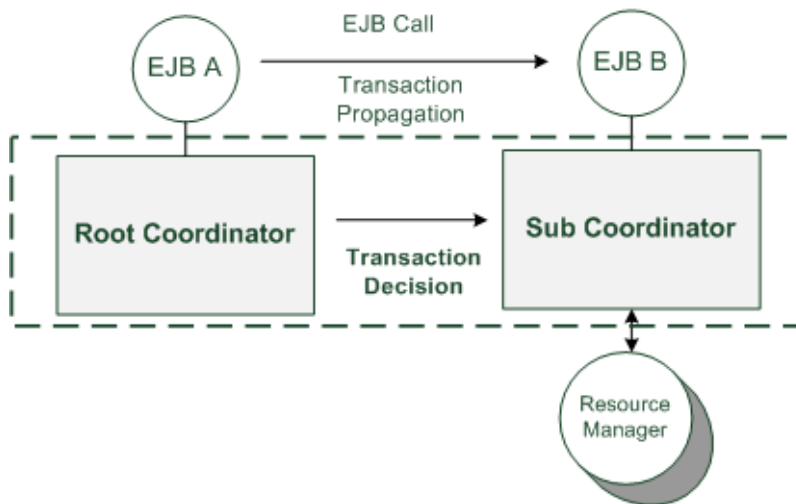 EJB A
EJB Call
EJB B
Transaction
Propagation
Root Coordinator
Sub Coordinator
Transaction
Decision
Resource
Manager